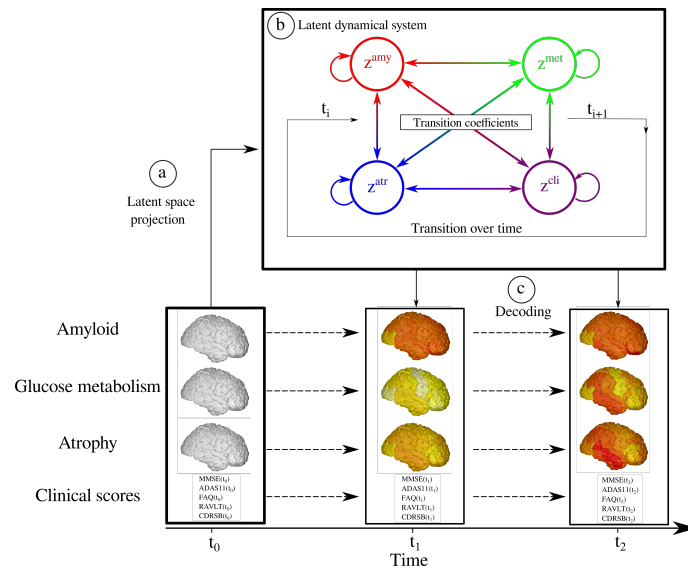 b Latent dynamical system
z^amy
z^met
t_i
t_{i+1}
Transition coefficients
a
z^atr
z^cli
Latent space
projection
Transition over time
c
Decoding
Amyloid
Glucose metabolism
Atrophy
Clinical scores
MMSE(t_0)
ADAS11(t_0)
FAQ(t_0)
RAVLT(t_0)
CDRSB(t_0)
MMSE(t_1)
ADAS11(t_1)
FAQ(t_1)
RAVLT(t_1)
CDRSB(t_1)
MMSE(t_2)
ADAS11(t_2)
FAQ(t_2)
RAVLT(t_2)
CDRSB(t_2)
t_0
t_1
t_2
Time